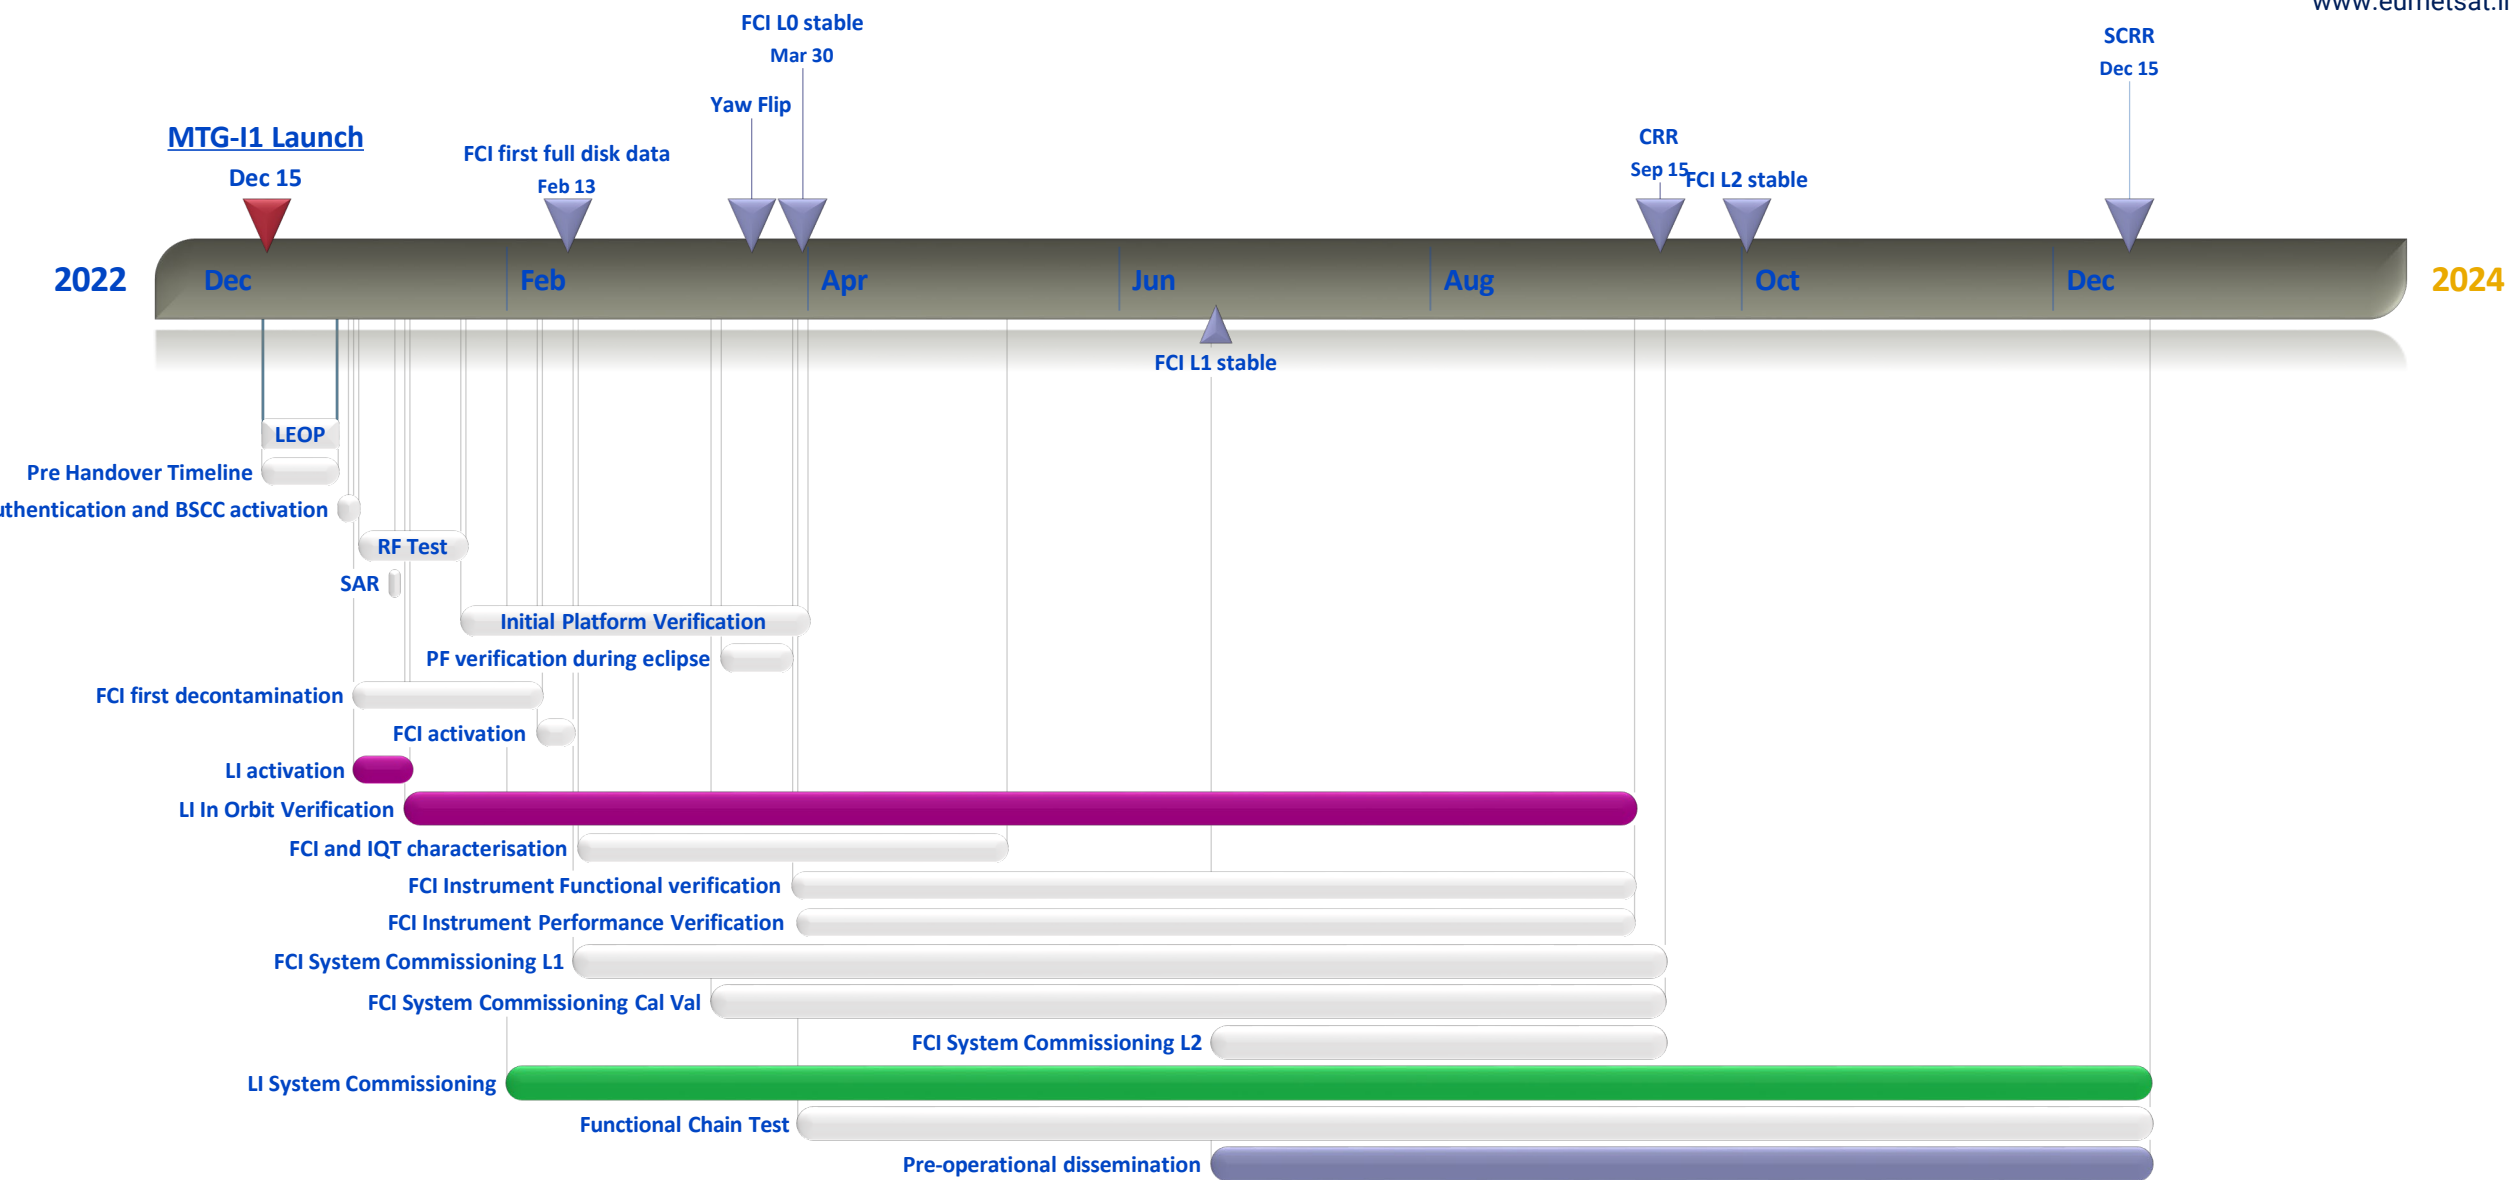 www.eumetsat.i
FCI L0 stable
Mar 30
SCRR
Dec 15
Yaw Flip
MTG-I1 Launch
Dec 15
FCI first full disk data
Feb 13
CRR
Sep 15
FCI L2 stable
2022
Dec
Feb
Apr
Jun
Aug
Oct
Dec
2024
FCI L1 stable
LEOP
Pre Handover Timeline
uthentication and BSCC activation
RF Test
SAR
Initial Platform Verification
PF verification during eclipse
FCI first decontamination
FCI activation
LI activation
LI In Orbit Verification
FCI and IQT characterisation
FCI Instrument Functional verification
FCI Instrument Performance Verification
FCI System Commissioning L1
FCI System Commissioning Cal Val
FCI System Commissioning L2
LI System Commissioning
Functional Chain Test
Pre-operational dissemination